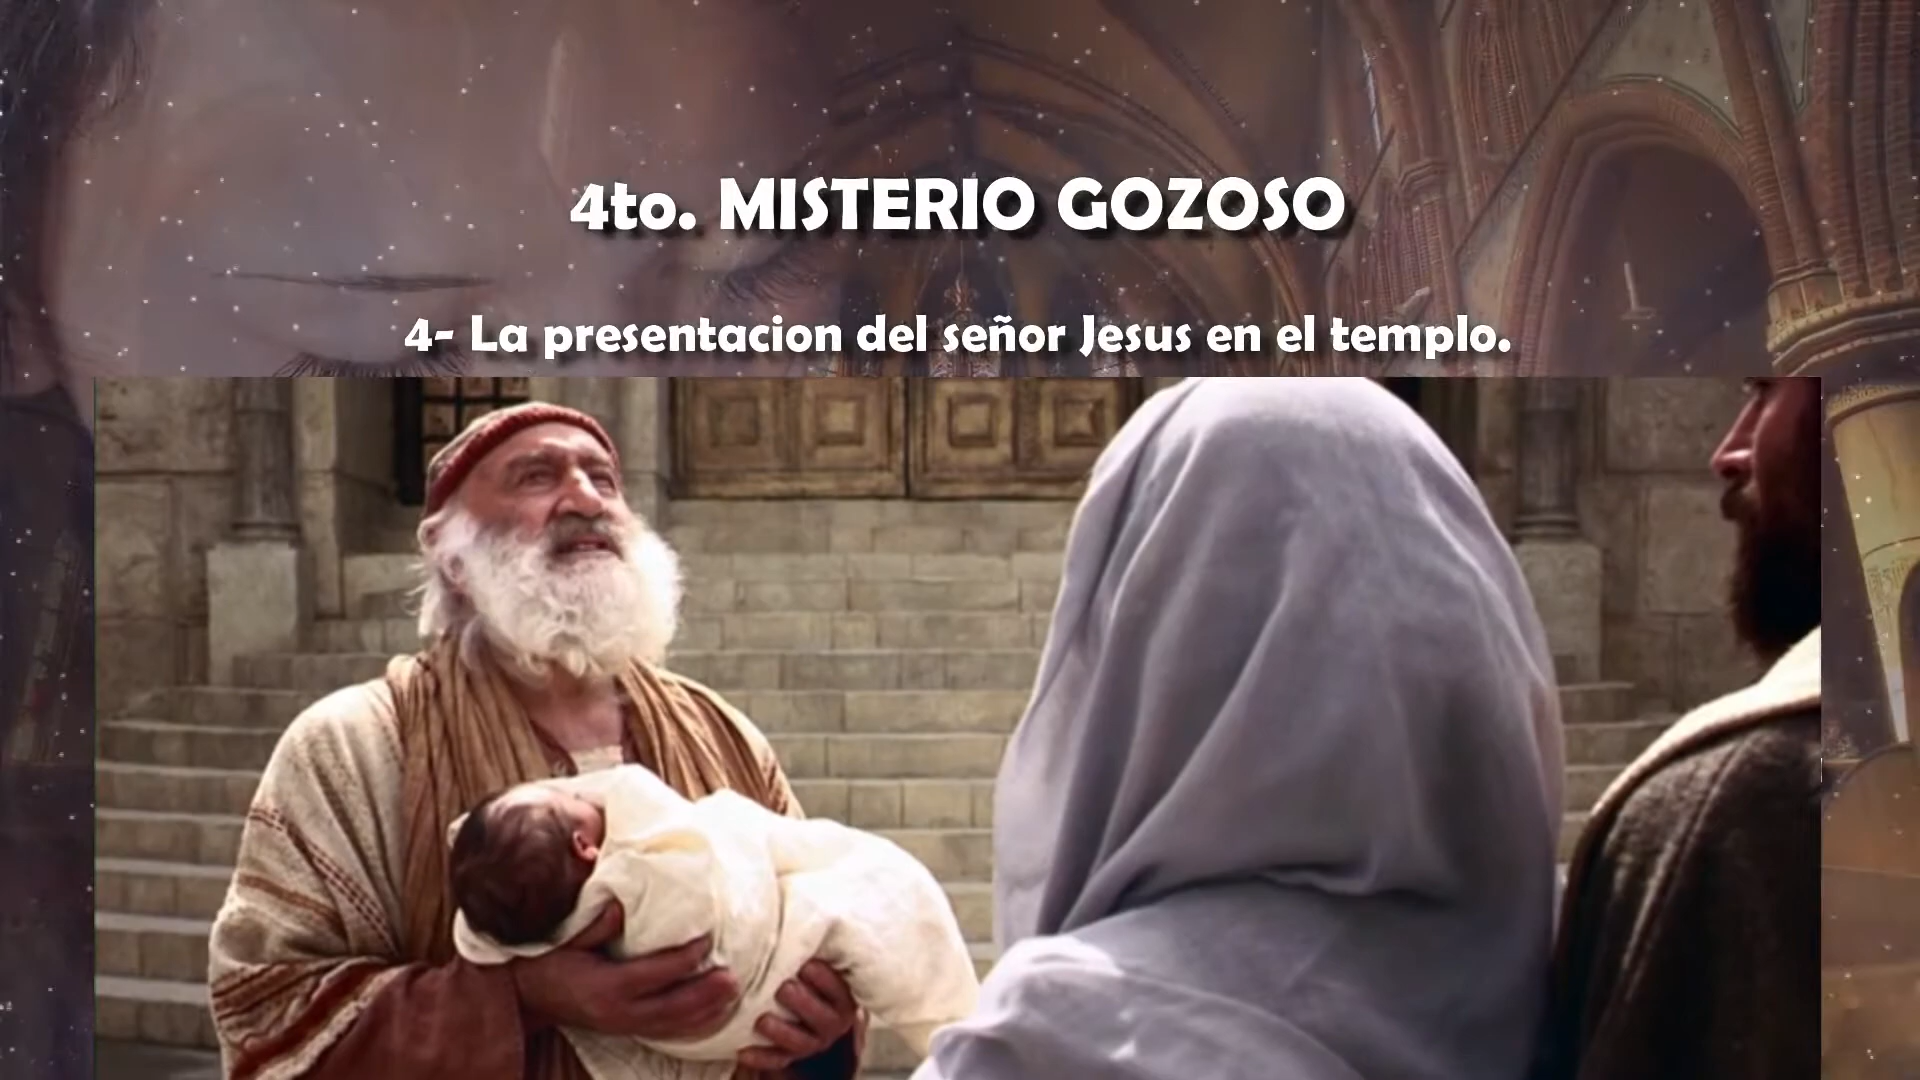 4to. MISTERIO GOZOSO
4- La presentacion del señor Jesus en el templo.